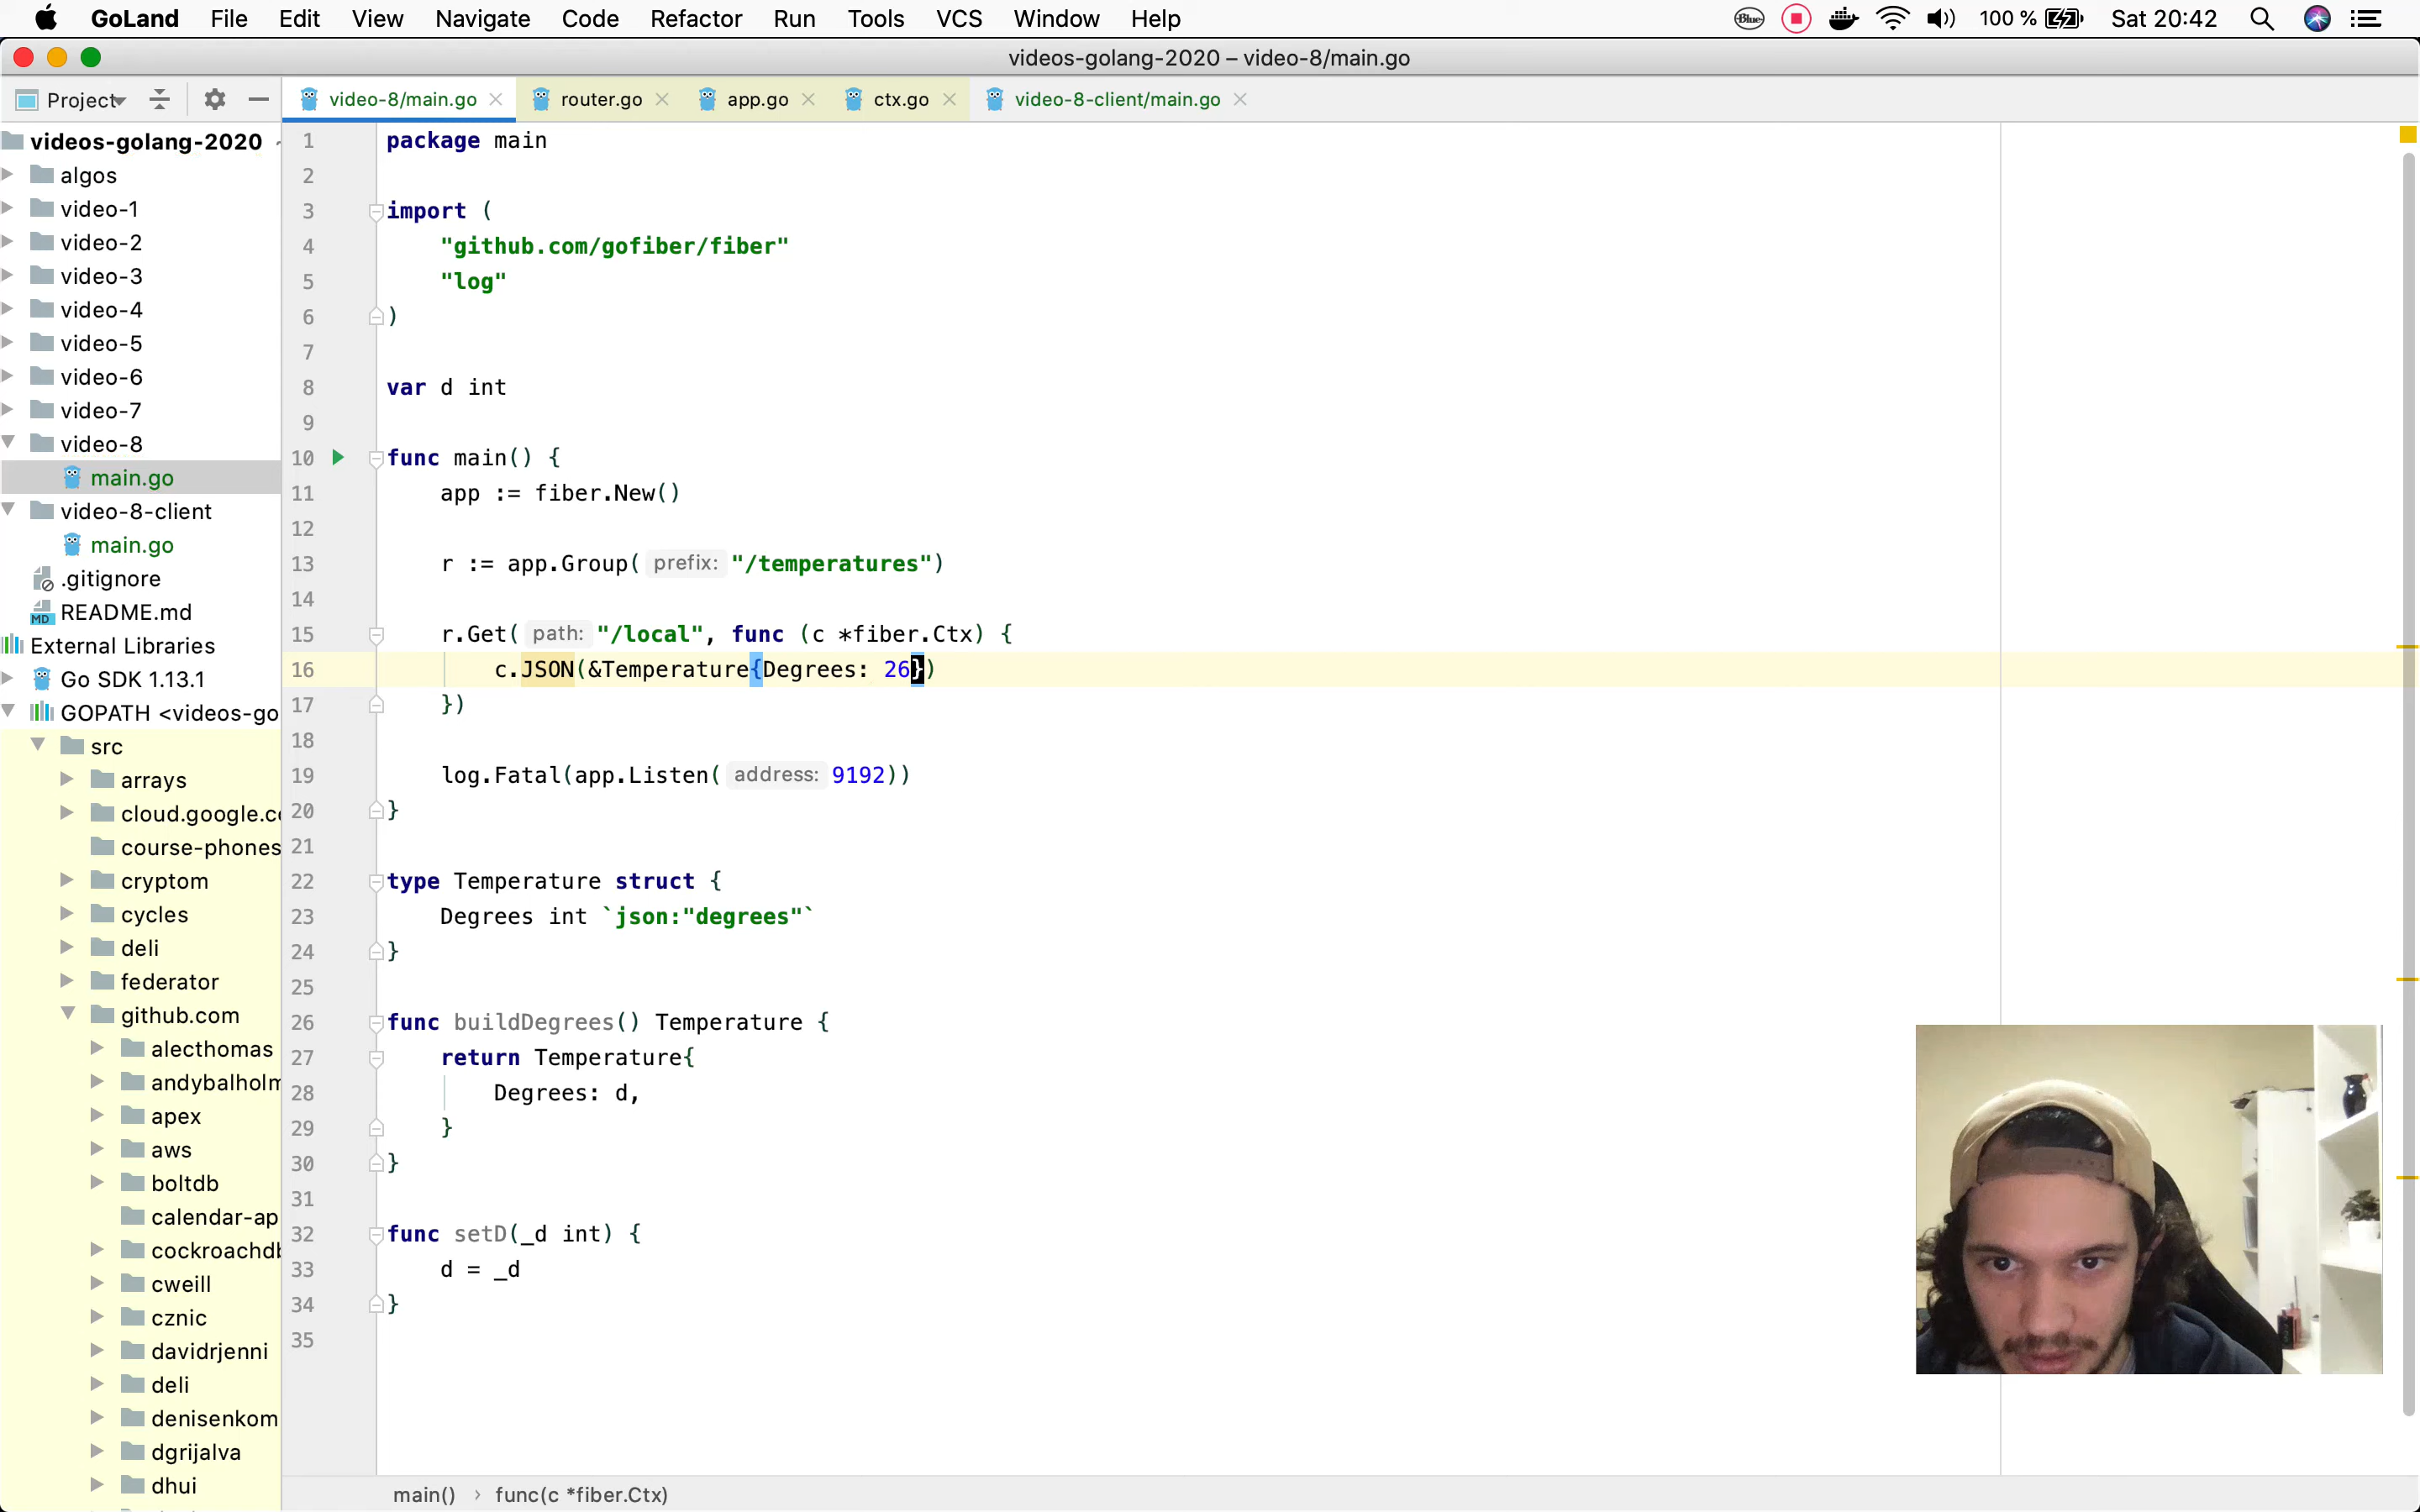 GoLand File Edit View Navigate Code Refactor Run Tools VCS Window Help
Blue 100 % Sat 20:42
videos-golang-2020 – video-8/main.go
Project
video-8/main.go router.go app.go ctx.go video-8-client/main.go
videos-golang-2020
algos
video-1
video-2
video-3
video-4
video-5
video-6
video-7
video-8
main.go
video-8-client
main.go
.gitignore
MD README.md
External Libraries
Go SDK 1.13.1
GOPATH <videos-go
src
arrays
cloud.google.co
course-phones
cryptom
cycles
deli
federator
github.com
alecthomas
andybalholm
apex
aws
boltdb
calendar-ap
cockroachdb
cweill
cznic
davidrjenni
deli
denisenkom
dgrijalva
dhui
1 package main
2
3 import (
4 "github.com/gofiber/fiber"
5 "log"
6 )
7
8 var d int
9
10 func main() {
11 app := fiber.New()
12
13 r := app.Group( prefix: "/temperatures")
14
15 r.Get( path: "/local", func (c *fiber.Ctx) {
16 c.JSON(&Temperature{Degrees: 26})
17 })
18
19 log.Fatal(app.Listen( address: 9192))
20 }
21
22 type Temperature struct {
23 Degrees int `json:"degrees"`
24 }
25
26 func buildDegrees() Temperature {
27 return Temperature{
28 Degrees: d,
29 }
30 }
31
32 func setD(_d int) {
33 d = _d
34 }
35
main() › func(c *fiber.Ctx)